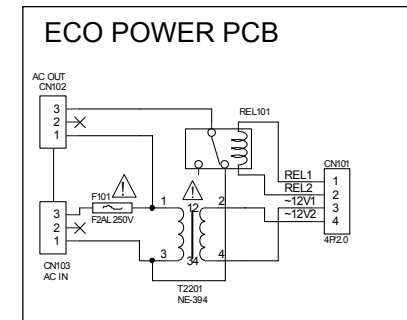 ECO POWER PCB
AC OUT
CN102
3
2
1
REL101
F101
F2AL 250V
3
2
1
CN103
AC IN
1 12 2
3 34 4
T2201
NE-394
REL1
REL2
~12V1
~12V2
CN101
1
2
3
4
4P/2.0